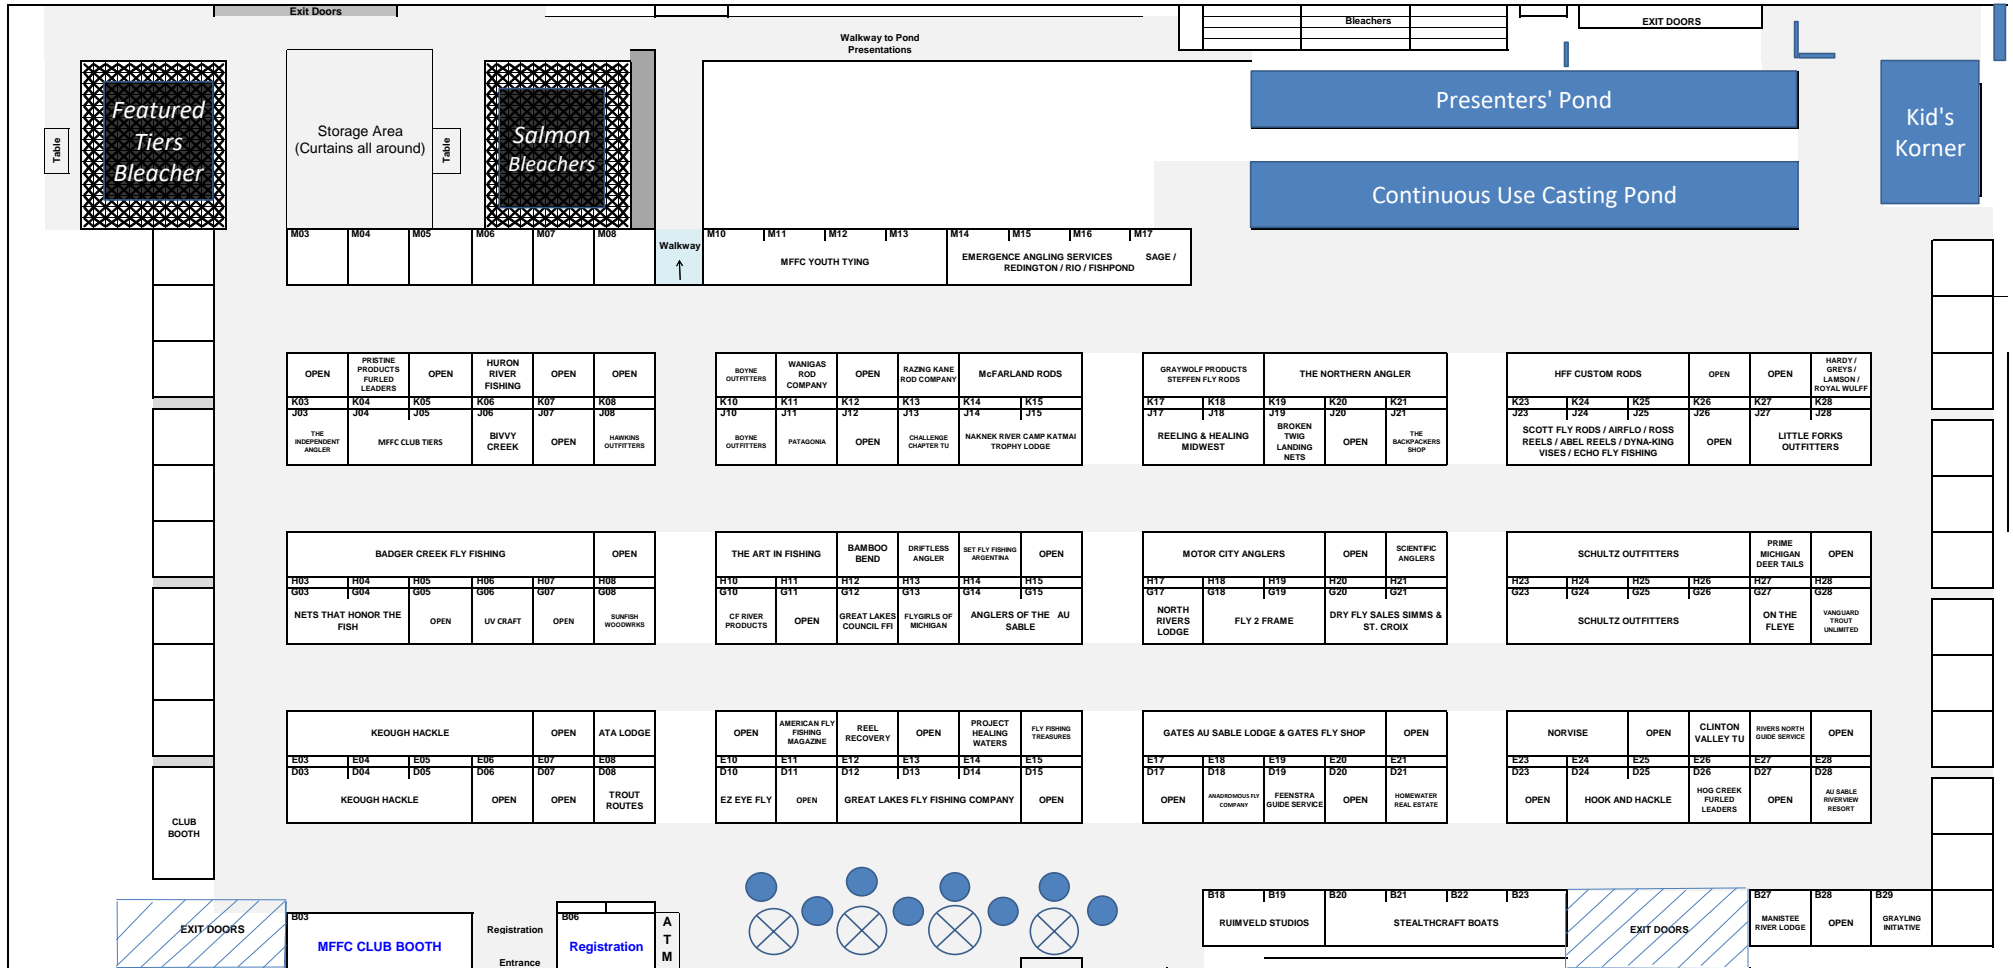 Exit Doors
Bleachers
EXIT DOORS
Walkway to Pond
Presentations
Featured
Tiers
Bleacher
Table
Storage Area
(Curtains all around)
Table
Salmon
Bleachers
Presenters' Pond
Continuous Use Casting Pond
Kid's
Korner
M03 M04 M05 M06 M07 M08
Walkway
M10 M11 M12 M13 M14 M15 M16 M17
MFFC YOUTH TYING
EMERGENCE ANGLING SERVICES SAGE /
REDINGTON / RIO / FISHPOND
OPEN
PRISTINE
PRODUCTS
FURLED
LEADERS
OPEN
HURON
RIVER
FISHING
OPEN
OPEN
BOYNE
OUTFITTERS
WANIGAS
ROD
COMPANY
OPEN
RAZING KANE
ROD COMPANY
McFARLAND RODS
GRAYWOLF PRODUCTS
STEFFEN FLY RODS
THE NORTHERN ANGLER
HFF CUSTOM RODS
OPEN
OPEN
HARDY /
GREYS /
LAMSON /
ROYAL WULFF
K03 K04 K05 K06 K07 K08 K10 K11 K12 K13 K14 K15 K17 K18 K19 K20 K21 K23 K24 K25 K26 K27 K28
J03 J04 J05 J06 J07 J08 J10 J11 J12 J13 J14 J15 J17 J18 J19 J20 J21 J23 J24 J25 J26 J27 J28
THE
INDEPENDENT
ANGLER
MFFC CLUB TIERS
BIVVY
CREEK
OPEN
HAWKINS
OUTFITTERS
BOYNE
OUTFITTERS
PATAGONIA
OPEN
CHALLENGE
CHAPTER TU
NAKNEK RIVER CAMP KATMAI
TROPHY LODGE
REELING & HEALING
MIDWEST
BROKEN
TWIG
LANDING
NETS
OPEN
THE
BACKPACKERS
SHOP
SCOTT FLY RODS / AIRFLO / ROSS
REELS / ABEL REELS / DYNA-KING
VISES / ECHO FLY FISHING
OPEN
LITTLE FORKS
OUTFITTERS
BADGER CREEK FLY FISHING
OPEN
THE ART IN FISHING
BAMBOO
BEND
DRIFTLESS
ANGLER
SET FLY FISHING
ARGENTINA
OPEN
MOTOR CITY ANGLERS
OPEN
SCIENTIFIC
ANGLERS
SCHULTZ OUTFITTERS
PRIME
MICHIGAN
DEER TAILS
OPEN
H03 H04 H05 H06 H07 H08 H10 H11 H12 H13 H14 H15 H17 H18 H19 H20 H21 H23 H24 H25 H26 H27 H28
G03 G04 G05 G06 G07 G08 G10 G11 G12 G13 G14 G15 G17 G18 G19 G20 G21 G23 G24 G25 G26 G27 G28
NETS THAT HONOR THE
FISH
OPEN
UV CRAFT
OPEN
SUNFISH
WOODWRKS
CF RIVER
PRODUCTS
OPEN
GREAT LAKES
COUNCIL FFI
FLYGIRLS OF
MICHIGAN
ANGLERS OF THE AU
SABLE
NORTH
RIVERS
LODGE
FLY 2 FRAME
DRY FLY SALES SIMMS &
ST. CROIX
SCHULTZ OUTFITTERS
ON THE
FLEYE
VANGUARD
TROUT
UNLIMITED
KEOUGH HACKLE
OPEN
ATA LODGE
OPEN
AMERICAN FLY
FISHING
MAGAZINE
REEL
RECOVERY
OPEN
PROJECT
HEALING
WATERS
FLY FISHING
TREASURES
GATES AU SABLE LODGE & GATES FLY SHOP
OPEN
NORVISE
OPEN
CLINTON
VALLEY TU
RIVERS NORTH
GUIDE SERVICE
OPEN
E03 E04 E05 E06 E07 E08 E10 E11 E12 E13 E14 E15 E17 E18 E19 E20 E21 E23 E24 E25 E26 E27 E28
D03 D04 D05 D06 D07 D08 D10 D11 D12 D13 D14 D15 D17 D18 D19 D20 D21 D23 D24 D25 D26 D27 D28
KEOUGH HACKLE
OPEN
OPEN
TROUT
ROUTES
EZ EYE FLY
OPEN
GREAT LAKES FLY FISHING COMPANY
OPEN
OPEN
ANADROMOUS FLY
COMPANY
FEENSTRA
GUIDE SERVICE
OPEN
HOMEWATER
REAL ESTATE
OPEN
HOOK AND HACKLE
HOG CREEK
FURLED
LEADERS
OPEN
AU SABLE
RIVERVIEW
RESORT
CLUB
BOOTH
EXIT DOORS
B03
MFFC CLUB BOOTH
Registration
Entrance
B06
Registration
A
T
M
B18 B19 B20 B21 B22 B23
RUIMVELD STUDIOS
STEALTHCRAFT BOATS
EXIT DOORS
B27 B28 B29
MANISTEE
RIVER LODGE
OPEN
GRAYLING
INITIATIVE